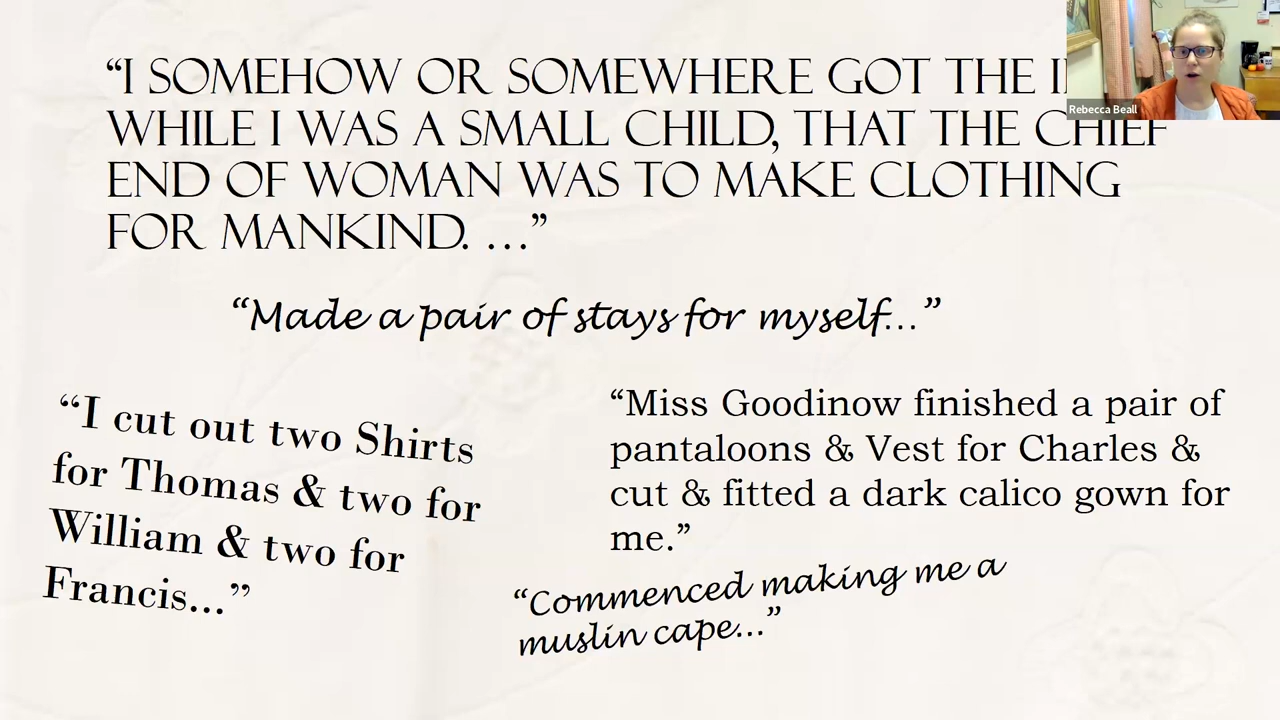 “I SOMEHOW OR SOMEWHERE GOT THE
WHILE I WAS A SMALL CHILD, THAT THE CHIEF
END OF WOMAN WAS TO MAKE CLOTHING
FOR MANKIND. …”
Rebecca Beall
“Made a pair of stays for myself…”
“I cut out two Shirts
for Thomas & two for
William & two for
Francis…”
“Miss Goodinow finished a pair of
pantaloons & Vest for Charles &
cut & fitted a dark calico gown for
me.”
“Commenced making me a
muslin cape…”